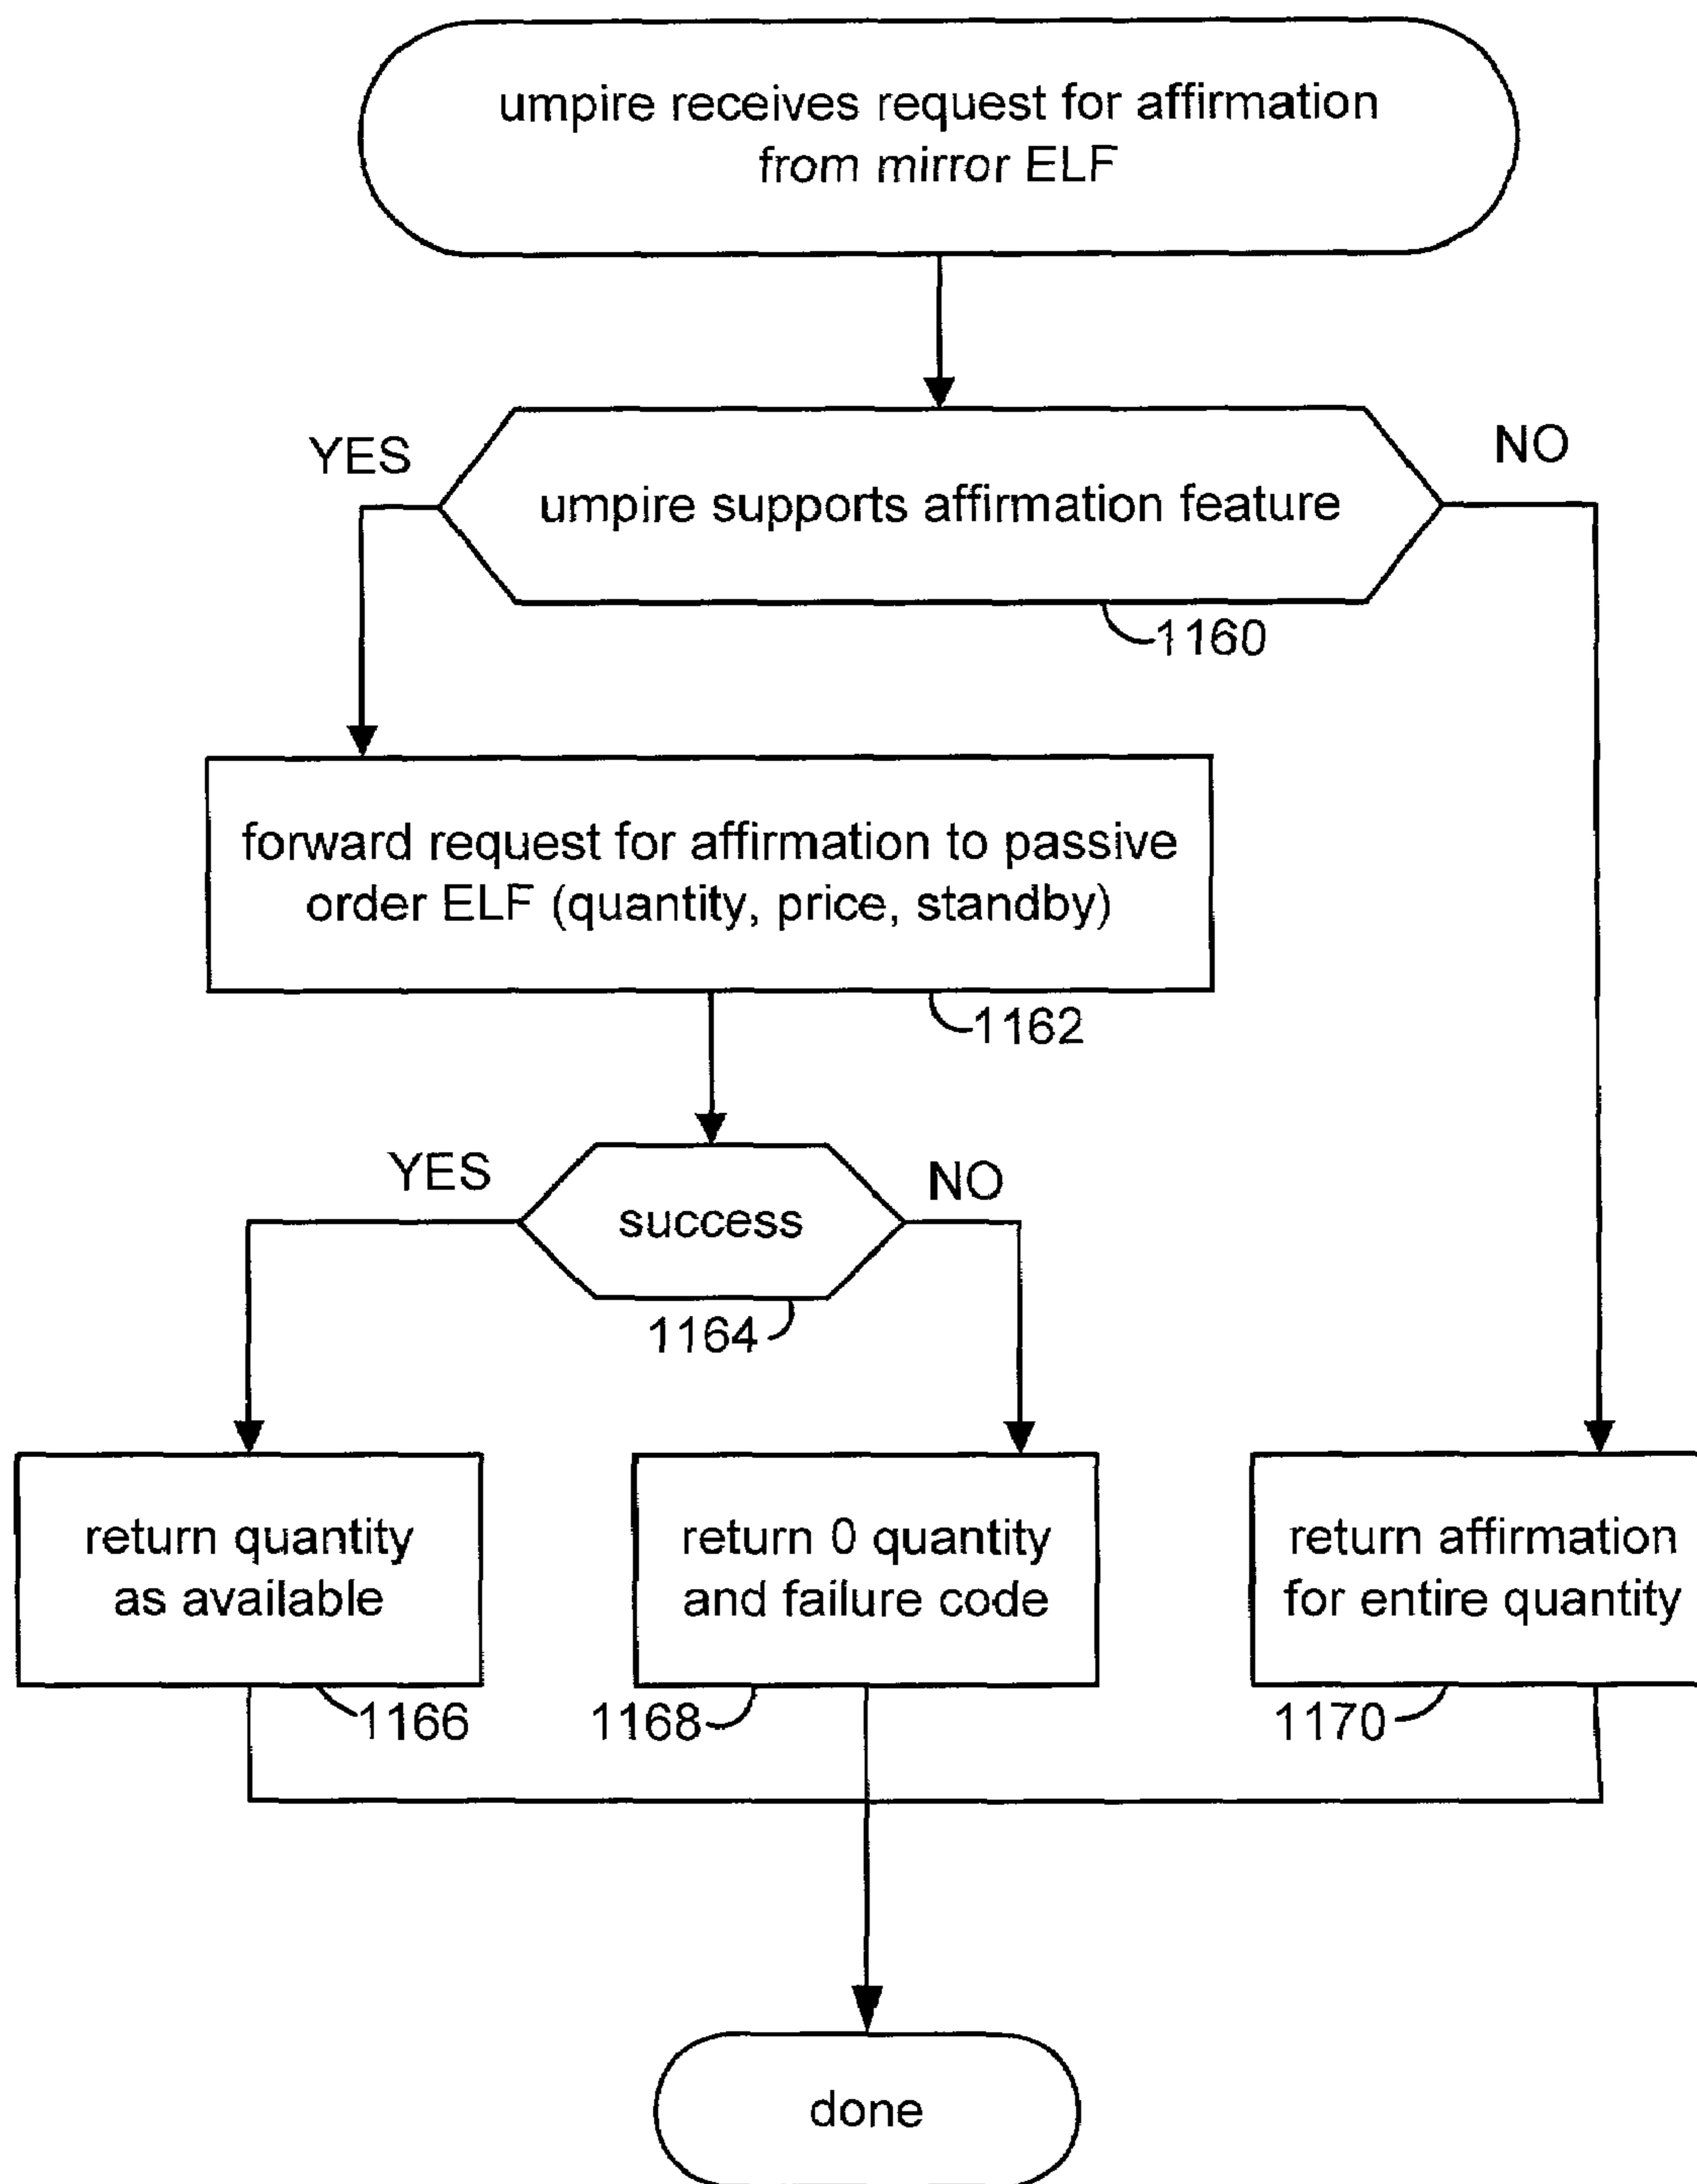 umpire receives request for affirmation
from mirror ELF
YES
NO
umpire supports affirmation feature
1160
forward request for affirmation to passive
order ELF (quantity, price, standby)
1162
YES
NO
success
1164
return quantity
as available
return 0 quantity
and failure code
return affirmation
for entire quantity
1166
1168
1170
done